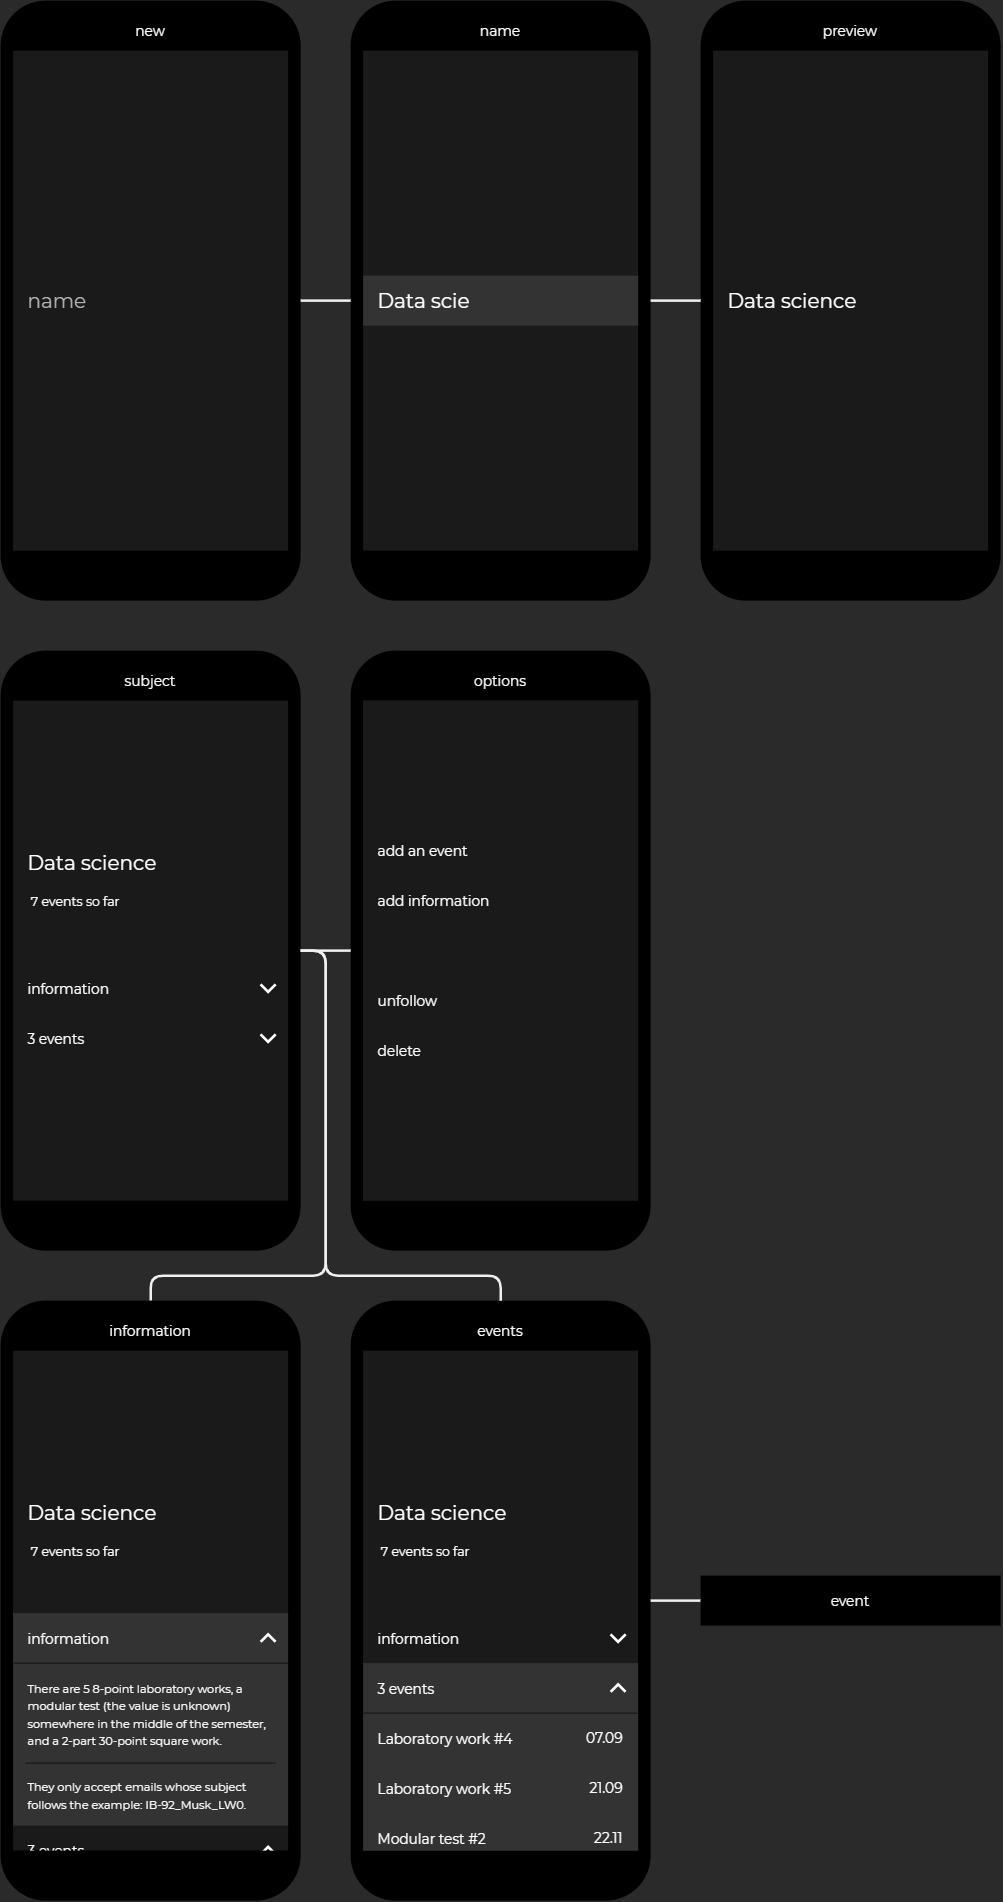 new
name
preview
name
Data scie
Data science
subject
options
Data science
7 events so far
information
3 events
add an event
add information
unfollow
delete
information
events
Data science
7 events so far
information
There are 5 8-point laboratory works, a
modular test (the value is unknown)
somewhere in the middle of the semester,
and a 2-part 30-point square work.
They only accept emails whose subject
follows the example: IB-92_Musk_LW0.
3 events
Data science
7 events so far
information
3 events
Laboratory work #4 07.09
Laboratory work #5 21.09
Modular test #2 22.11
event